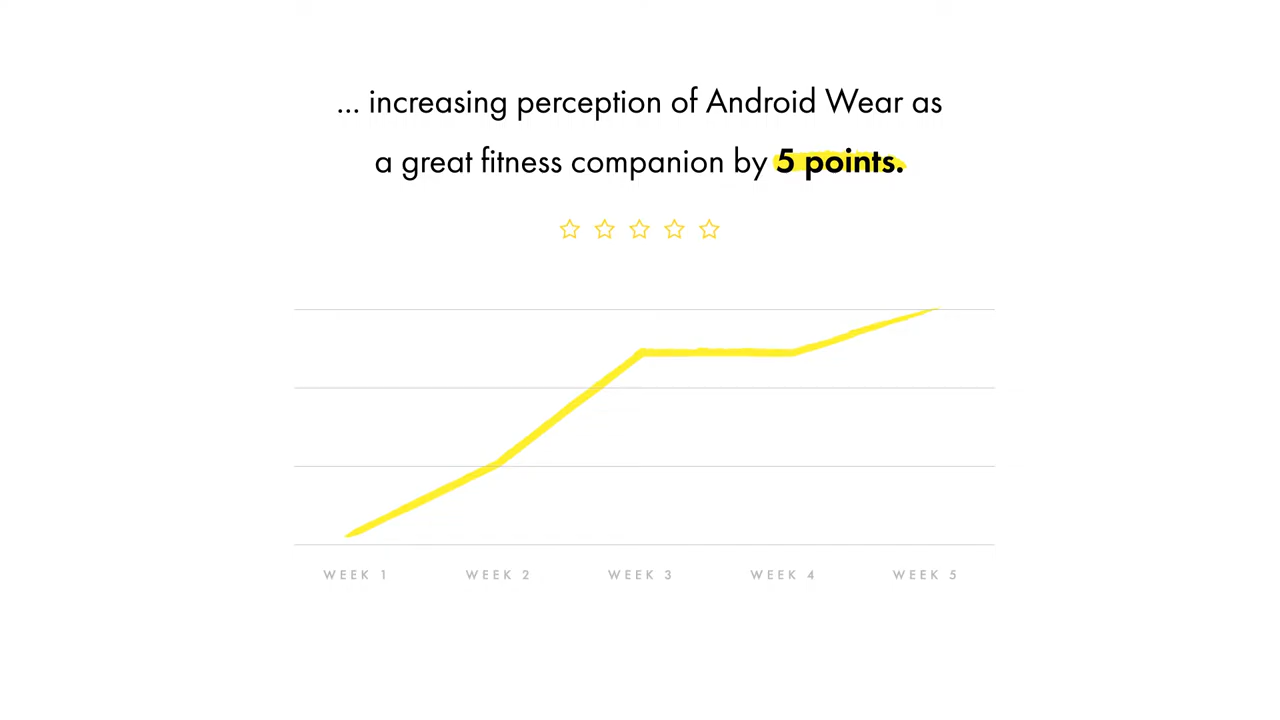 ... increasing perception of Android Wear as
a great fitness companion by 5 points.
WEEK 1 WEEK 2 WEEK 3 WEEK 4 WEEK 5